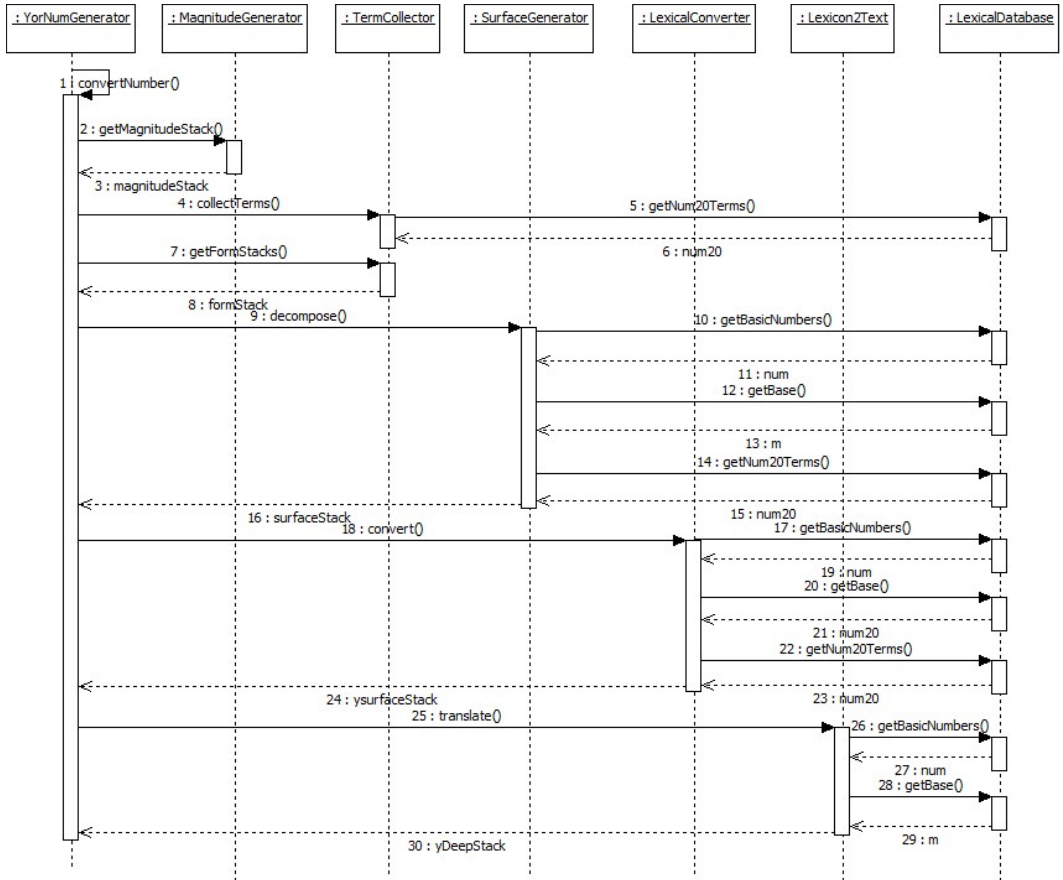 : YorNumGenerator
: MagnitudeGenerator
: TermCollector
: SurfaceGenerator
: LexicalConverter
: Lexicon2Text
: LexicalDatabase
1 : convertNumber()
2 : getMagnitudeStack()
3 : magnitudeStack
4 : collectTerms()
5 : getNum20Terms()
6 : num20
7 : getFormStacks()
8 : formStack
9 : decompose()
10 : getBasicNumbers()
11 : num
12 : getBase()
13 : m
14 : getNum20Terms()
15 : num20
16 : surfaceStack
17 : getBasicNumbers()
18 : convert()
19 : num
20 : getBase()
21 : num20
22 : getNum20Terms()
23 : num20
24 : ysurfaceStack
25 : translate()
26 : getBasicNumbers()
27 : num
28 : getBase()
29 : m
30 : yDeepStack